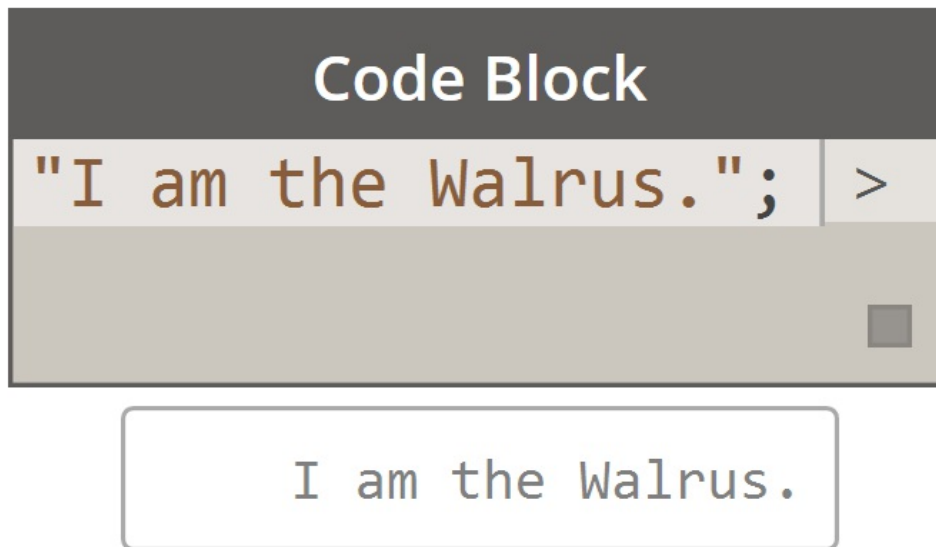 Code Block
"I am the Walrus."; >
I am the Walrus.